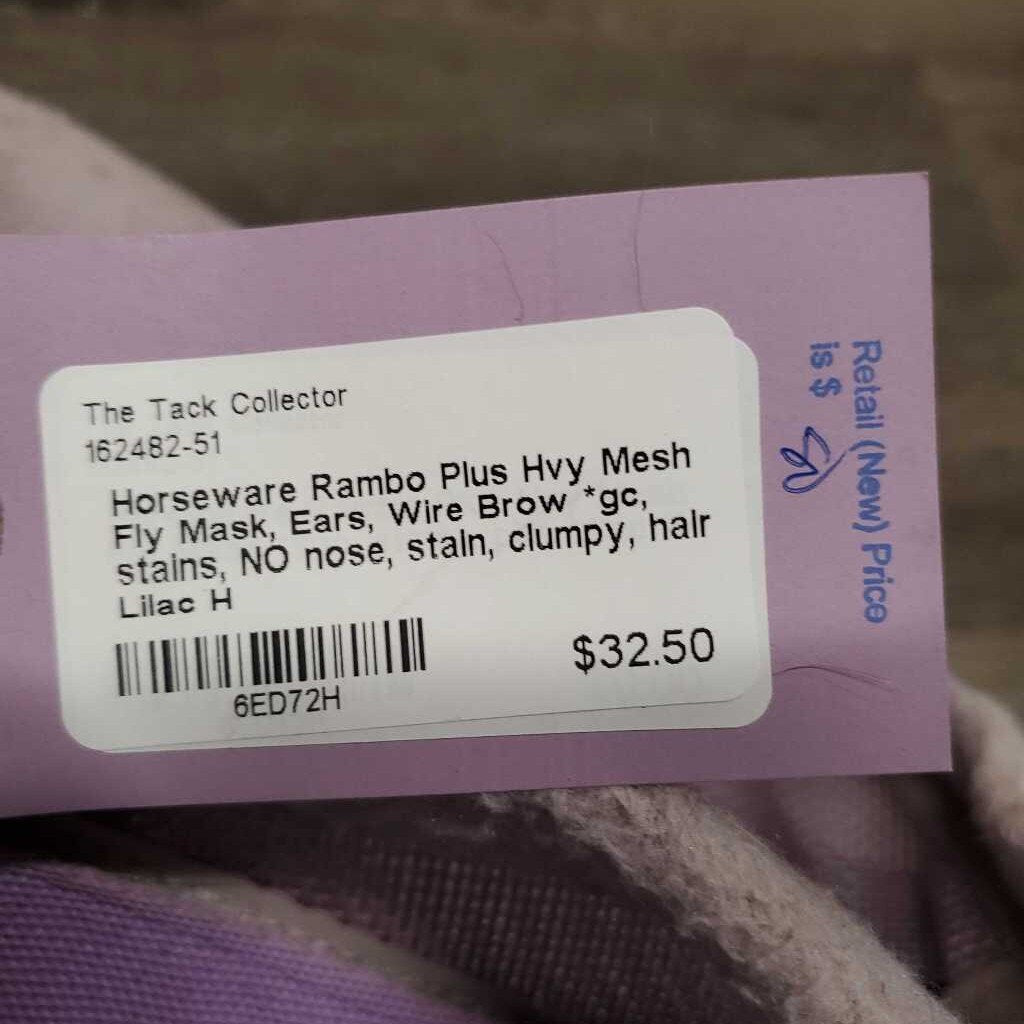 The Tack Collector
162482-51
Horseware Rambo Plus Hvy Mesh
Fly Mask, Ears, Wire Brow *gc,
stains, NO nose, stain, clumpy, hair
Lilac H
6ED72H
$32.50
Retail (New) Price
is $